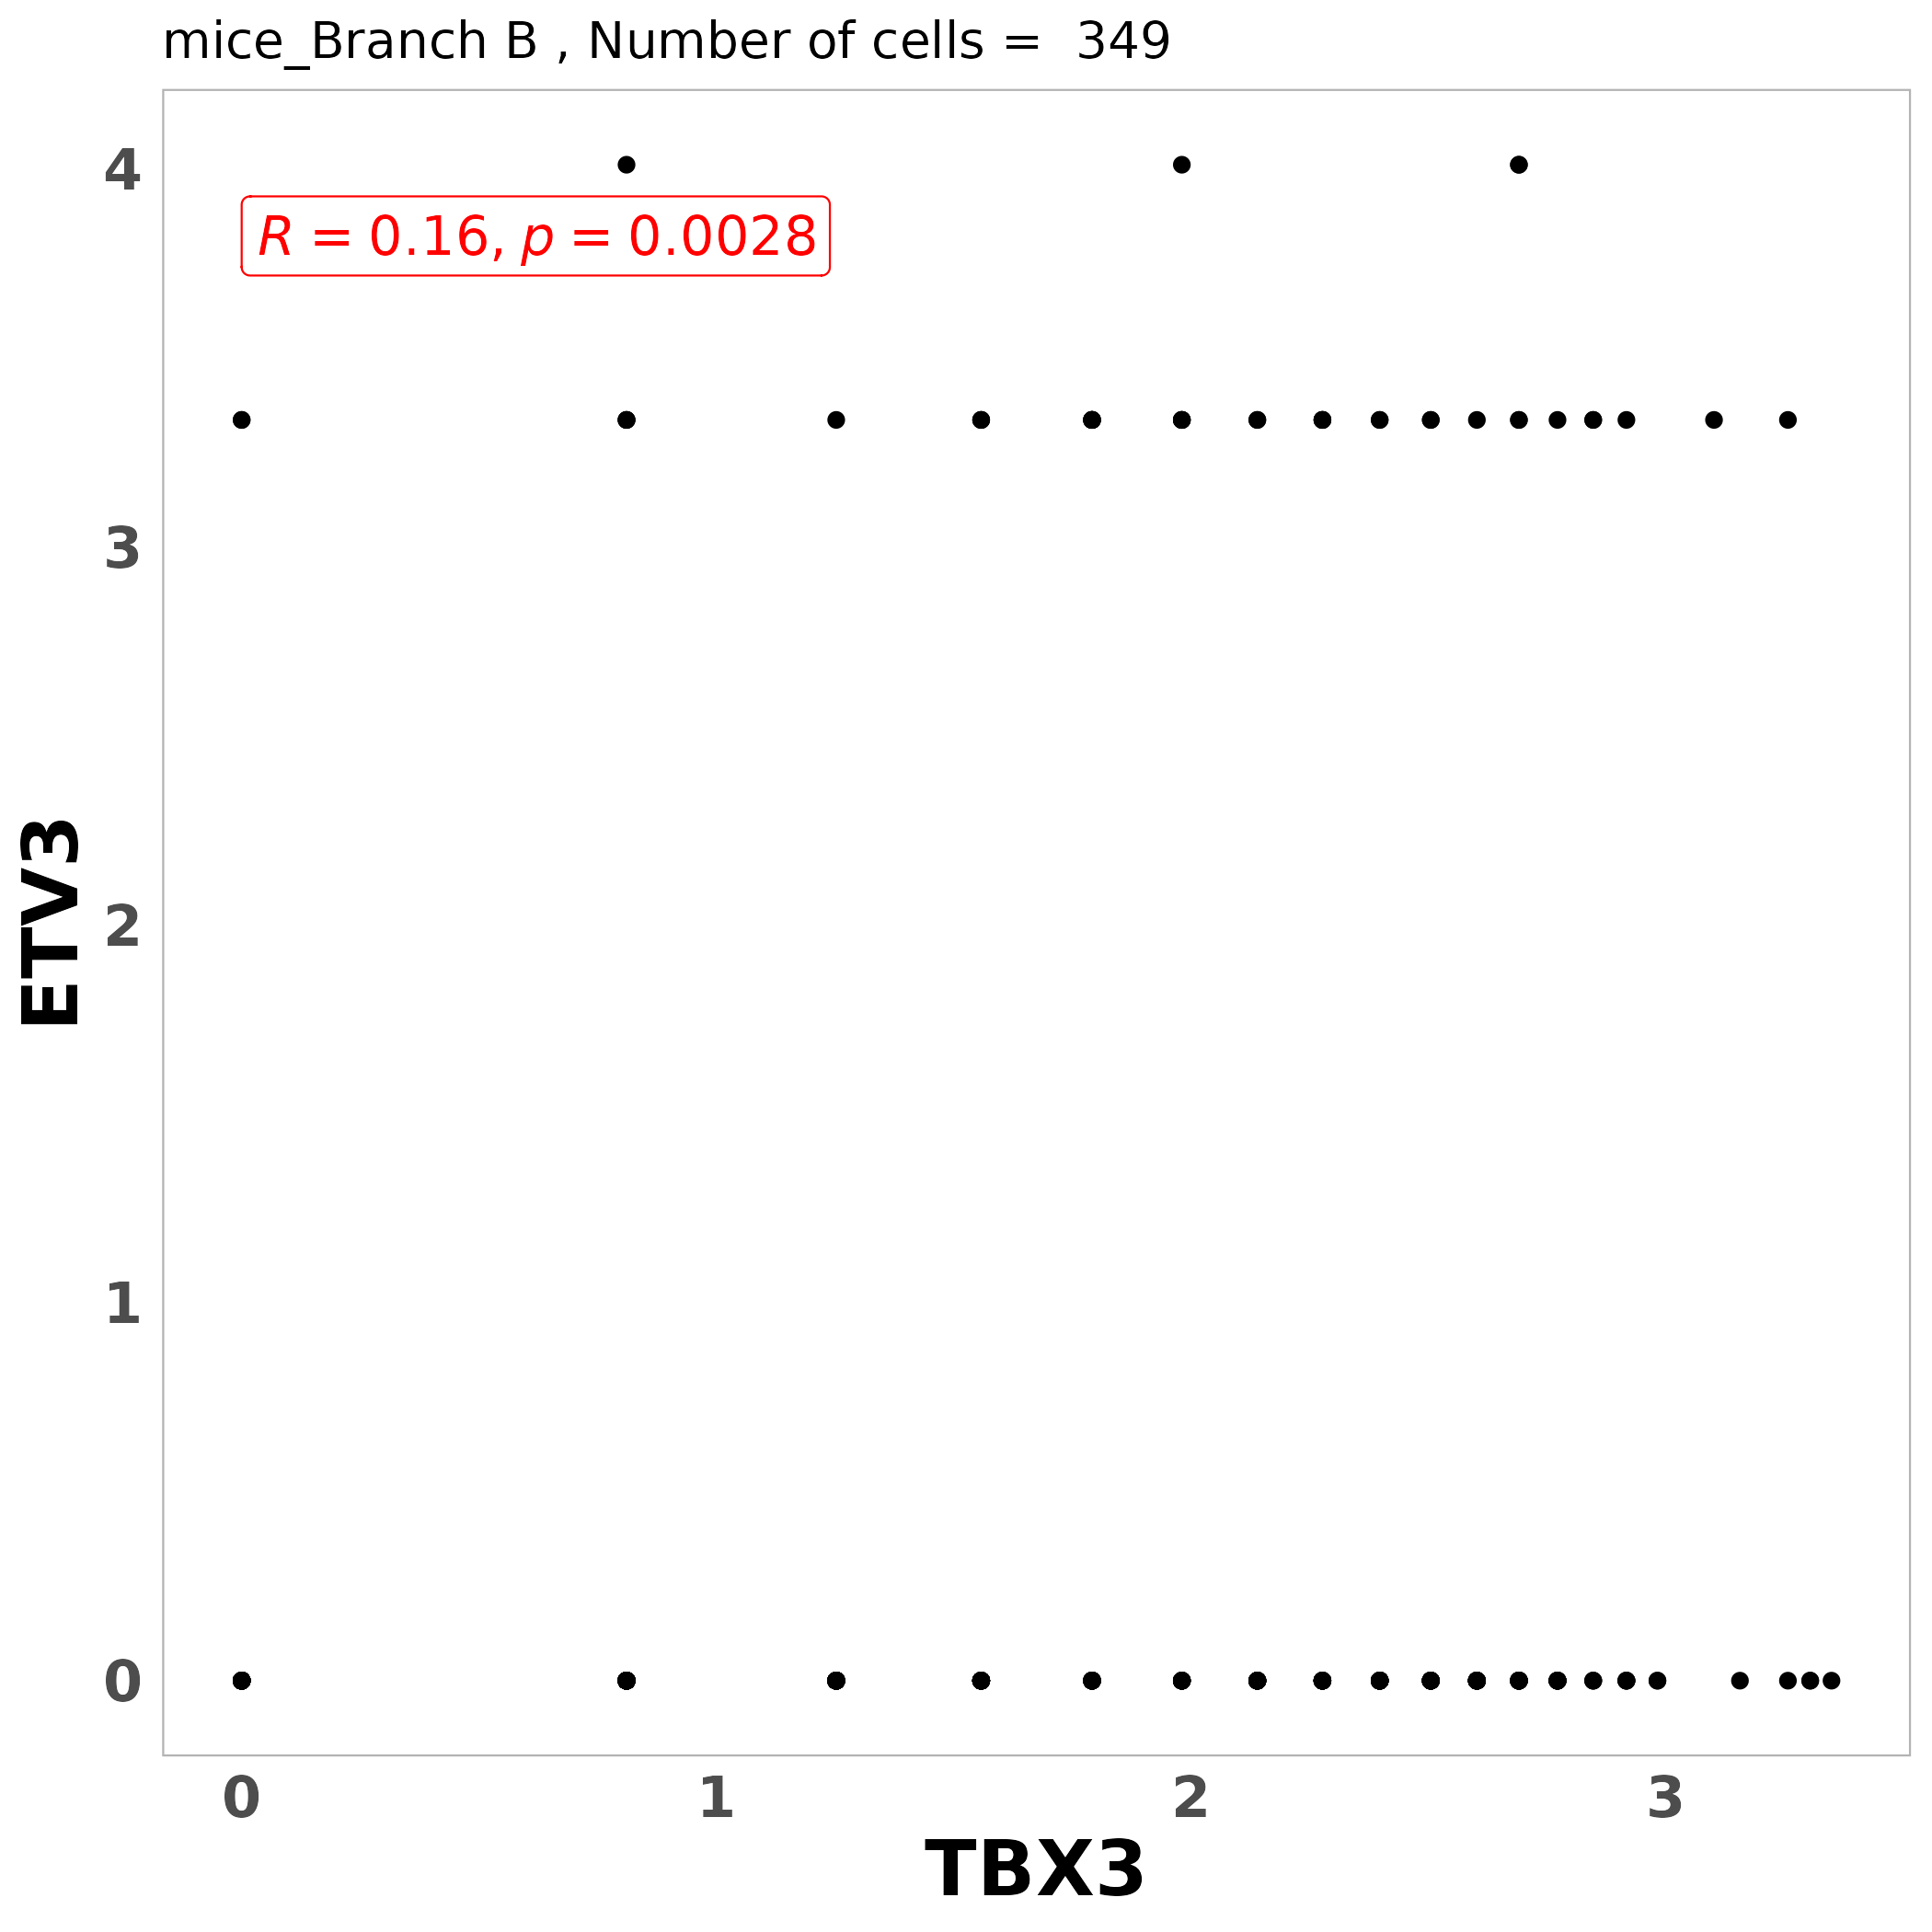 mice_Branch B , Number of cells =  349
4
R = 0.16, p = 0.0028
3
ETV3
2
1
0
0 1 2 3
TBX3